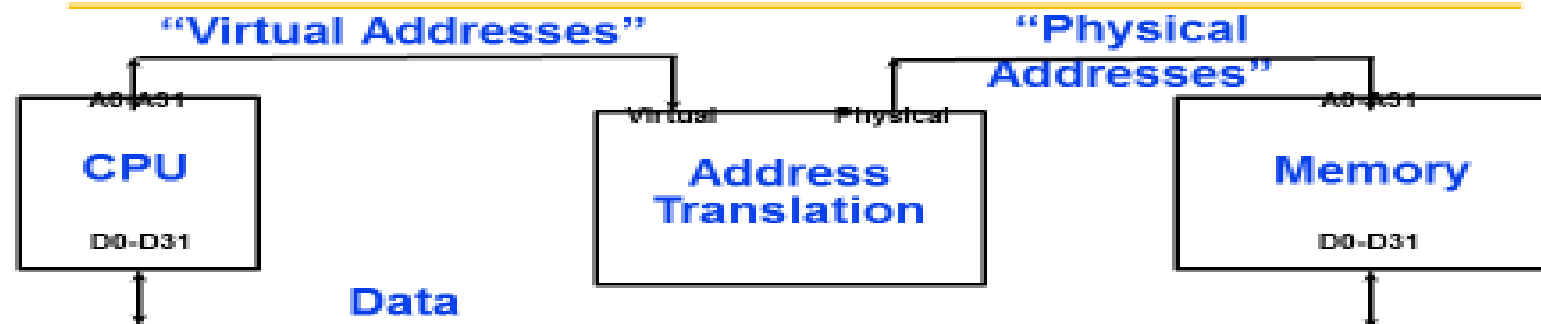 “Virtual Addresses”
“Physical
Addresses”
A0-A31
Virtual
Physical
A0-A31
CPU
Address
Translation
Memory
D0-D31
D0-D31
Data